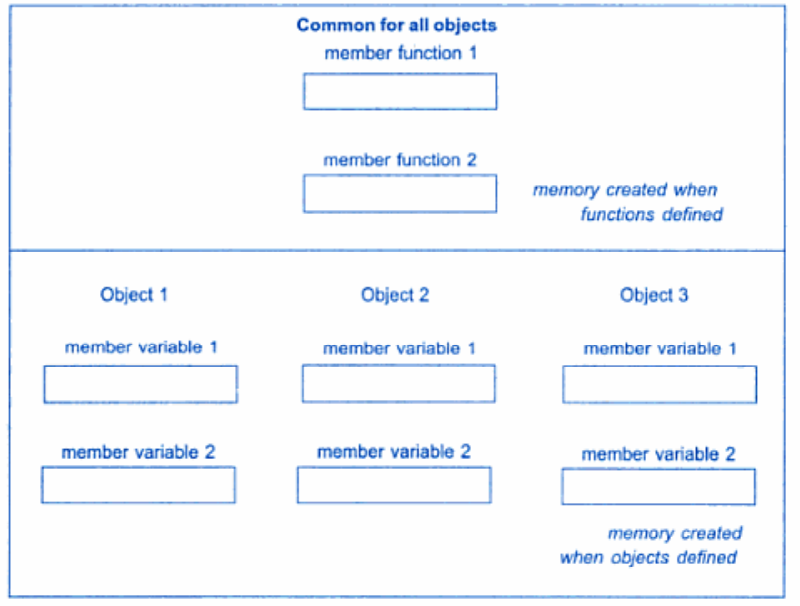 Common for all objects
member function 1
member function 2
memory created when
functions defined
Object 1
Object 2
Object 3
member variable 1
member variable 1
member variable 1
member variable 2
member variable 2
member variable 2
memory created
when objects defined